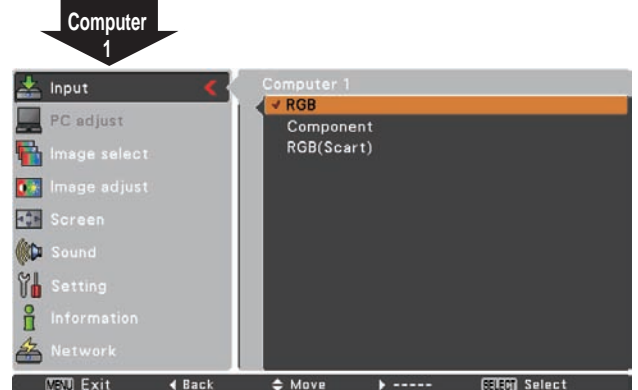 Computer
1
Input
Computer 1
RGB
Component
RGB(Scart)
PC adjust
Image select
Image adjust
Screen
Sound
Setting
Information
Network
MENU Exit
Back
Move
-----
SELECT Select